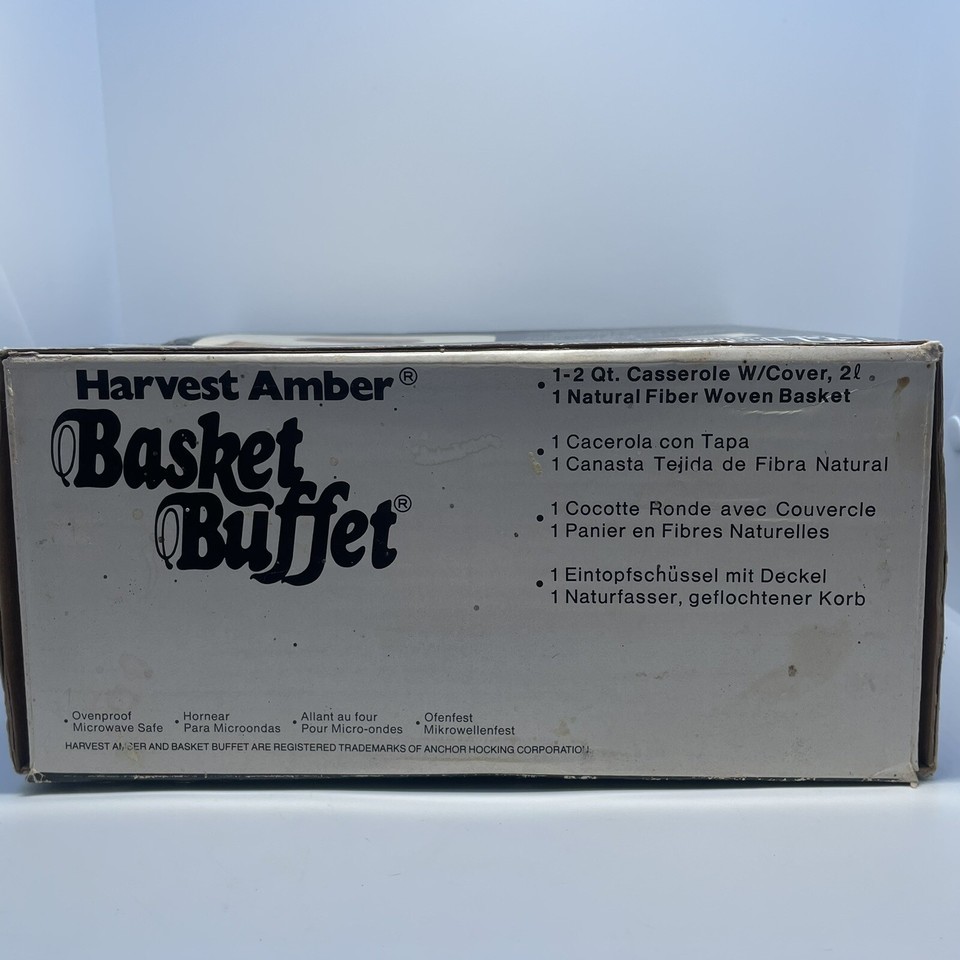 Harvest Amber®
Basket
Buffet®
• 1-2 Qt. Casserole W/Cover, 2ℓ.
1 Natural Fiber Woven Basket
• 1 Cacerola con Tapa
1 Canasta Tejida de Fibra Natural
• 1 Cocotte Ronde avec Couvercle
1 Panier en Fibres Naturelles
• 1 Eintopfschüssel mit Deckel
1 Naturfasser, geflochtener Korb
• Ovenproof
Microwave Safe
• Hornear
Para Microondas
• Allant au four
Pour Micro-ondes
• Ofenfest
Mikrowellenfest
HARVEST AMBER AND BASKET BUFFET ARE REGISTERED TRADEMARKS OF ANCHOR HOCKING CORPORATION.